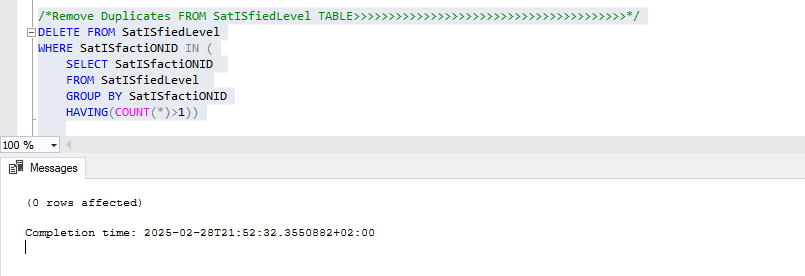 /*Remove Duplicates FROM SatISfiedLevel TABLE>>>>>>>>>>>>>>>>>>>>>>>>>>>>>>>>>>>>>>>*/
DELETE FROM SatISfiedLevel
WHERE SatISfactiONID IN (
SELECT SatISfactiONID
FROM SatISfiedLevel
GROUP BY SatISfactiONID
HAVING(COUNT(*)>1))
100 %
Messages
(0 rows affected)
Completion time: 2025-02-28T21:52:32.3550882+02:00